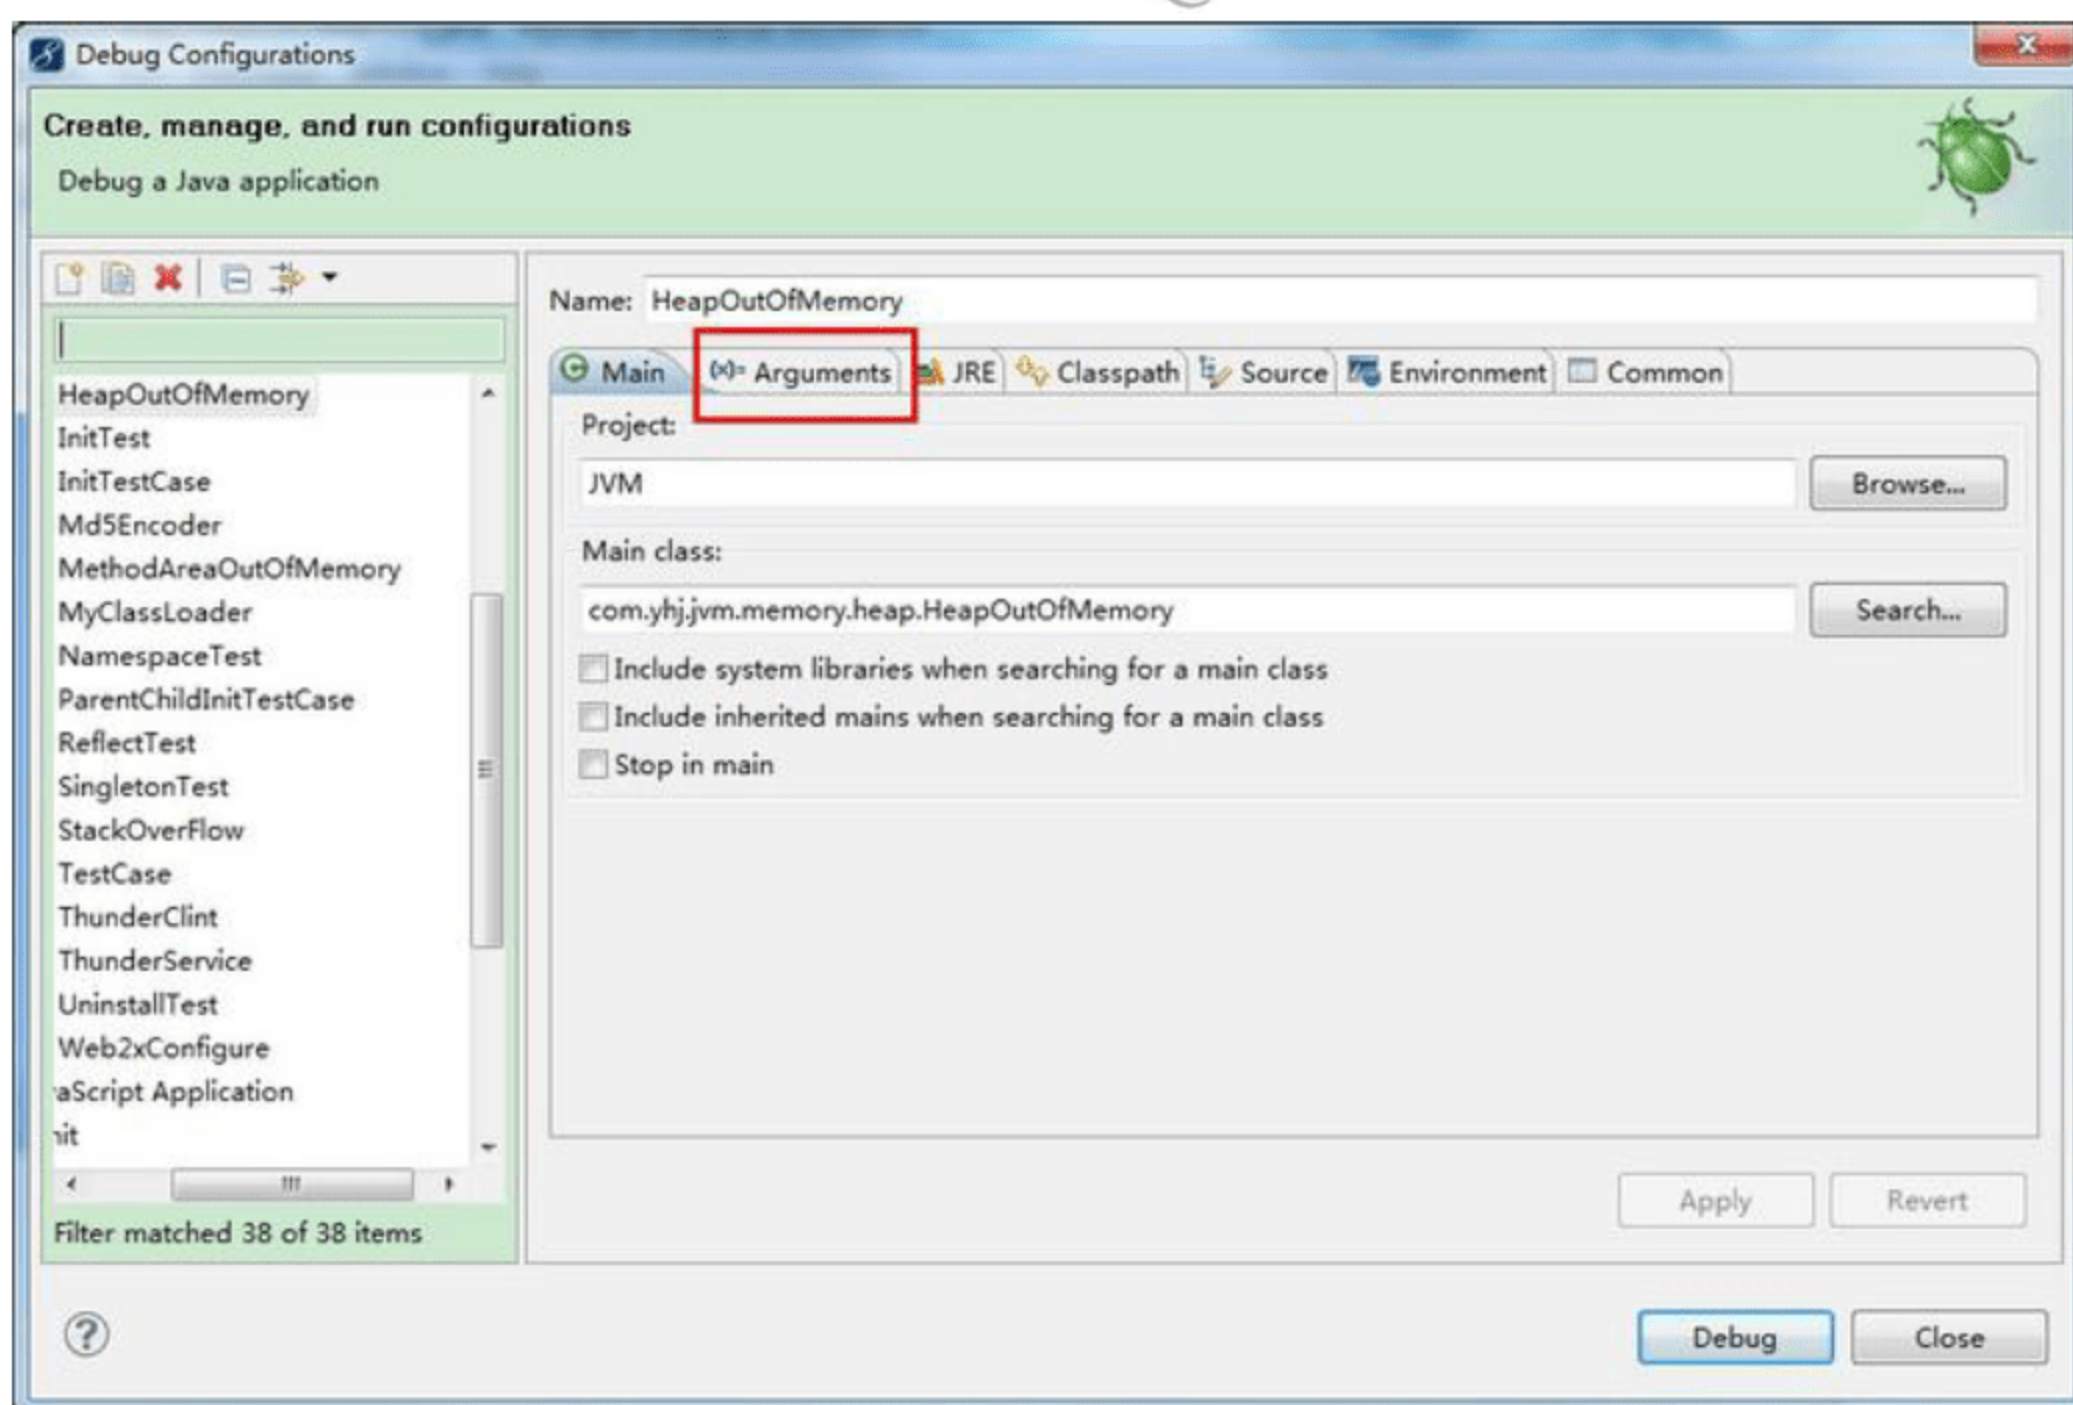 Debug Configurations
Create, manage, and run configurations
Debug a Java application
Name: HeapOutOfMemory
Main (x)= Arguments JRE Classpath Source Environment Common
HeapOutOfMemory
InitTest
InitTestCase
Md5Encoder
MethodAreaOutOfMemory
MyClassLoader
NamespaceTest
ParentChildInitTestCase
ReflectTest
SingletonTest
StackOverFlow
TestCase
ThunderClint
ThunderService
UninstallTest
Web2xConfigure
aScript Application
nit
Filter matched 38 of 38 items
Project:
JVM
Browse...
Main class:
com.yhj.jvm.memory.heap.HeapOutOfMemory
Search...
Include system libraries when searching for a main class
Include inherited mains when searching for a main class
Stop in main
Apply Revert
Debug Close